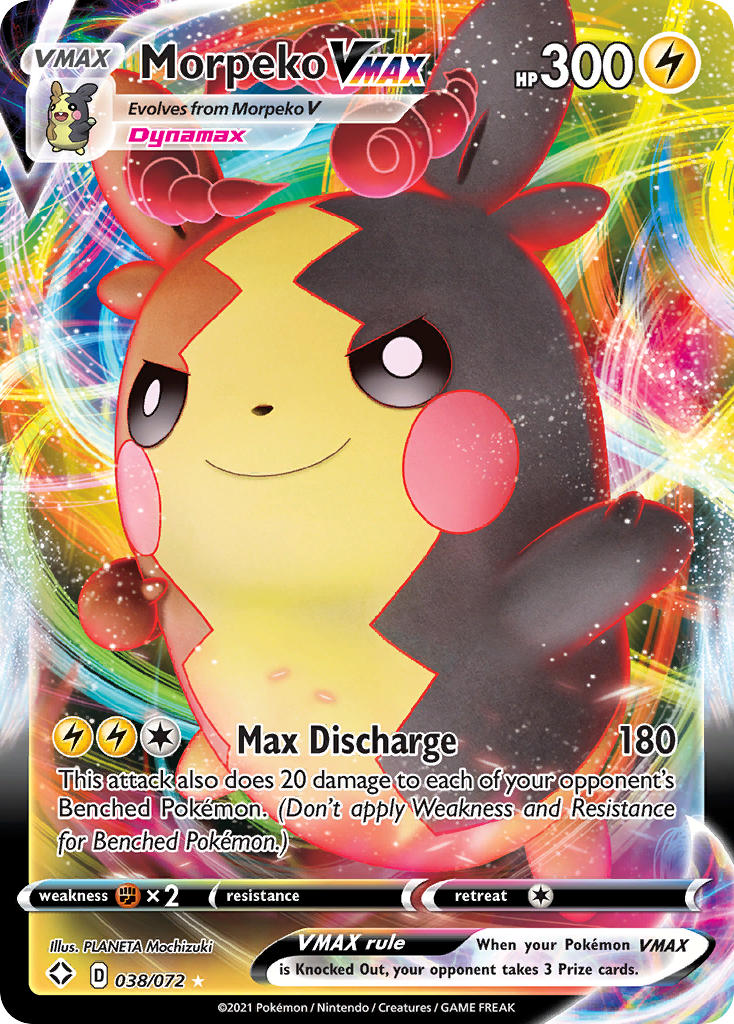 VMAX
Morpeko VMAX
HP 300
Evolves from Morpeko V
Dynamax
Max Discharge 180
This attack also does 20 damage to each of your opponent's
Benched Pokémon. (Don't apply Weakness and Resistance
for Benched Pokémon.)
weakness ×2 resistance retreat
Illus. PLANETA Mochizuki
VMAX rule
When your Pokémon VMAX
is Knocked Out, your opponent takes 3 Prize cards.
D 038/072
©2021 Pokémon / Nintendo / Creatures / GAME FREAK